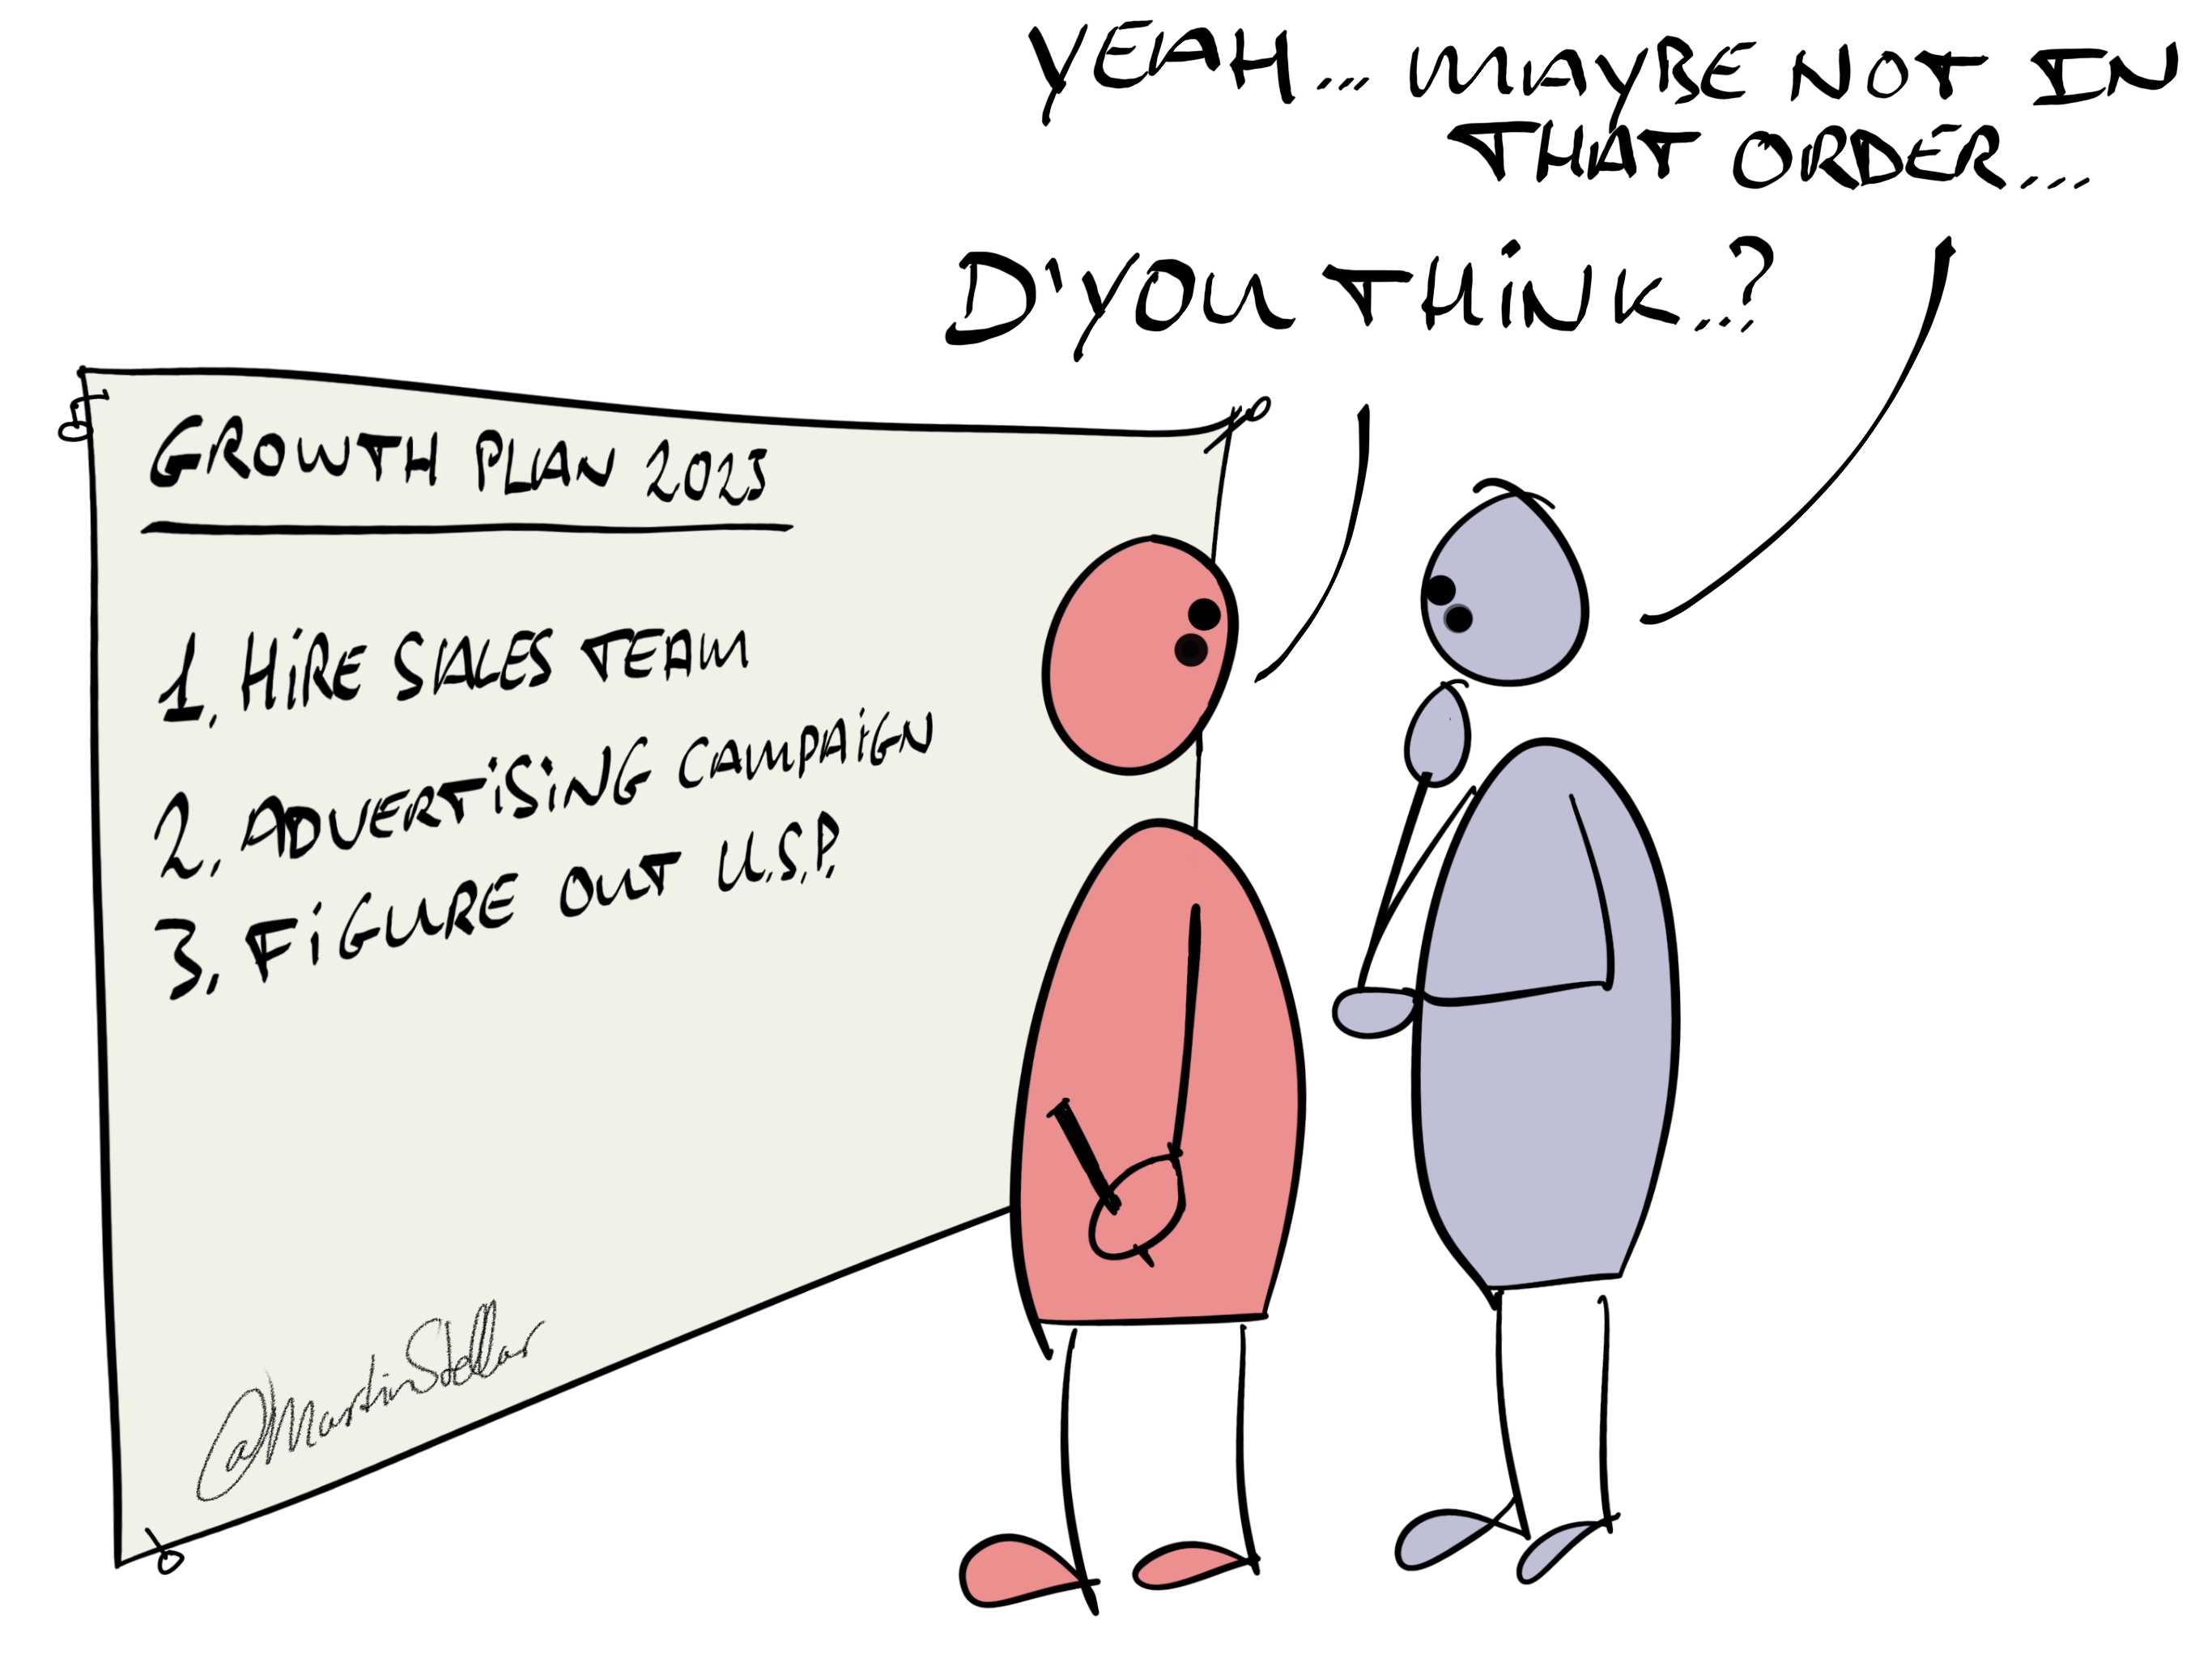 YEAH... MAYBE NOT IN
THAT ORDER...
D'YOU THINK...?
GROWTH PLAN 2023
1, HIRE SALES TEAM
2, ADVERTISING CAMPAIGN
3, FIGURE OUT U.S.P.
@MartinStellar